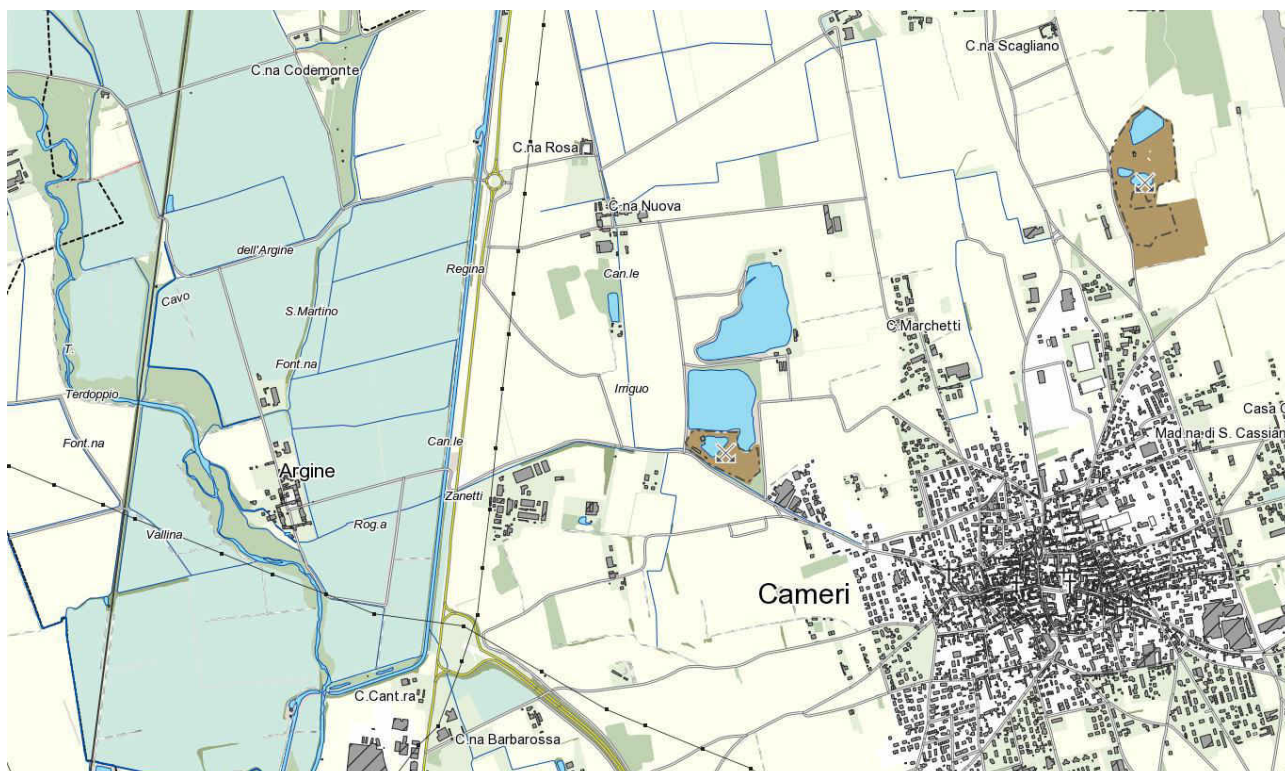 C.na Scagliano
C.na Codemonte
C.na Rosa
C.na Nuova
dell'Argine
Regina
Can.le
Cavo
S.Martino
C.Marchetti
T.
Font.na
Terdoppio
Irriguo
Casa
Font.na
Can.le
Mad.na di S. Cassian
Argine
Zanetti
Rog.a
Vallina
Cameri
C.Cant.ra
C.na Barbarossa